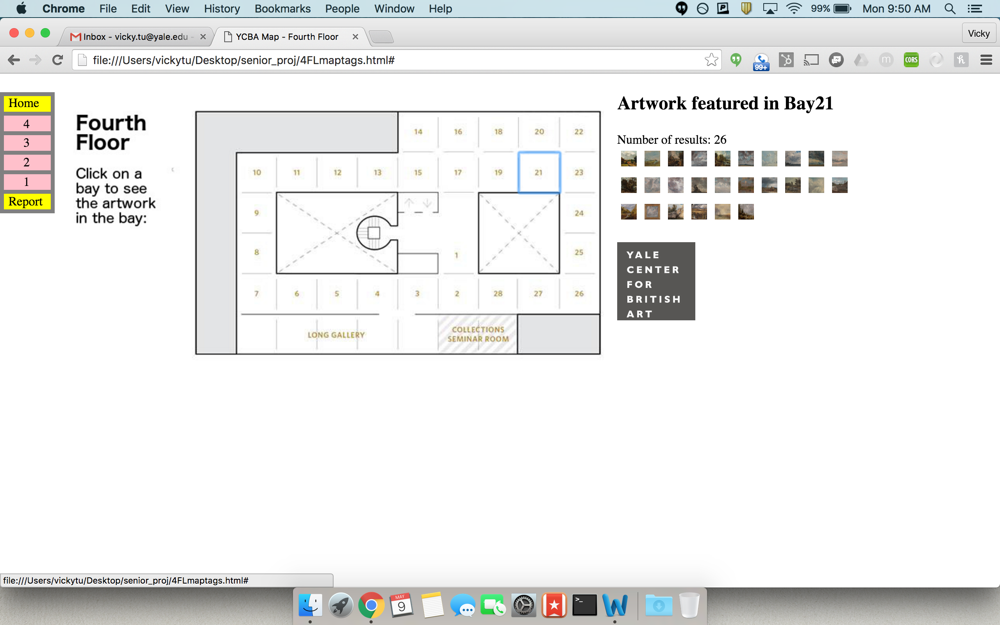 Chrome File Edit View History Bookmarks People Window Help 99% Mon 9:50 AM
Inbox - vicky.tu@yale.edu - YCBA Map - Fourth Floor Vicky
file:///Users/vickytu/Desktop/senior_proj/4FLmaptags.html# 99+ m CORS h
Home
4
3
2
1
Report
Fourth
Floor
Click on a
bay to see
the artwork
in the bay:
14 16 18 20 22
10 11 12 13 15 17 19 21 23
9 24
8 1 25
7 6 5 4 3 2 28 27 26
LONG GALLERY
COLLECTIONS
SEMINAR ROOM
Artwork featured in Bay21
Number of results: 26
YALE
CENTER
FOR
BRITISH
ART
file:///Users/vickytu/Desktop/senior_proj/4FLmaptags.html#
MAY
9
>_